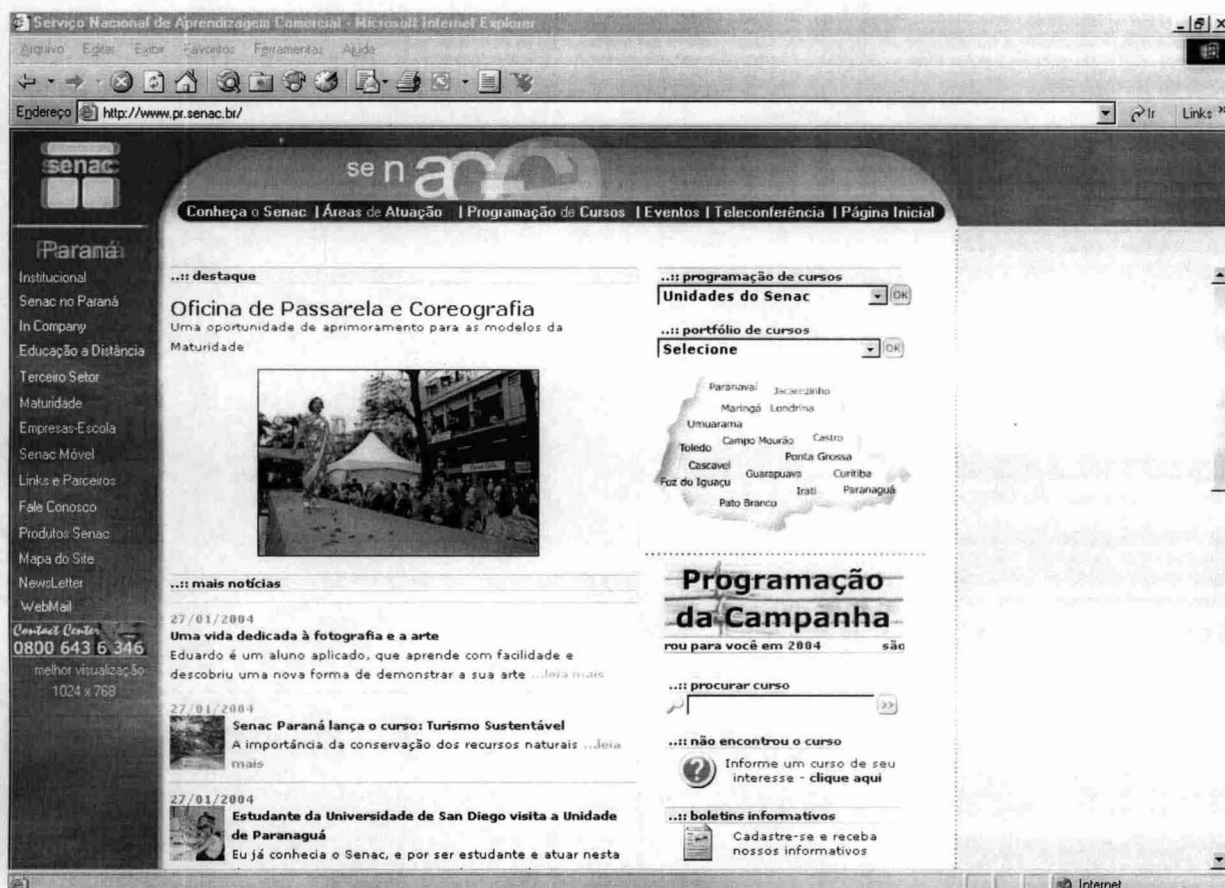 Serviço Nacional de Aprendizagem Comercial - Microsoft Internet Explorer
Arquivo Editar Exibir Favoritos Ferramentas Ajuda
Endereço http://www.pr.senac.br/ Ir Links »
senac
se n ac
Conheça o Senac | Áreas de Atuação | Programação de Cursos | Eventos | Teleconferência | Página Inicial
Paraná
Institucional
Senac no Paraná
In Company
Educação a Distância
Terceiro Setor
Maturidade
Empresas-Escola
Senac Móvel
Links e Parceiros
Fale Conosco
Produtos Senac
Mapa do Site
NewsLetter
WebMail
Contact Center
0800 643 6 346
melhor visualização
1024 x 768
..:: destaque
Oficina de Passarela e Coreografia
Uma oportunidade de aprimoramento para as modelos da
Maturidade
..:: mais notícias
27/01/2004
Uma vida dedicada à fotografia e a arte
Eduardo é um aluno aplicado, que aprende com facilidade e
descobriu uma nova forma de demonstrar a sua arte ...leia mais
27/01/2004
Senac Paraná lança o curso: Turismo Sustentável
A importância da conservação dos recursos naturais ...leia
mais
27/01/2004
Estudante da Universidade de San Diego visita a Unidade
de Paranaguá
Eu já conhecia o Senac, e por ser estudante e atuar nesta
..:: programação de cursos
Unidades do Senac OK
..:: portfólio de cursos
Selecione OK
Paranavaí Jacarezinho
Maringá Londrina
Umuarama
Toledo Campo Mourão Castro
Ponta Grossa
Cascavel Guarapuava Curitiba
Foz do Iguaçu Irati Paranaguá
Pato Branco
Programação
da Campanha
rou para você em 2004 são
..:: procurar curso
>>
..:: não encontrou o curso
Informe um curso de seu
interesse - clique aqui
..:: boletins informativos
Cadastre-se e receba
nossos informativos
Internet